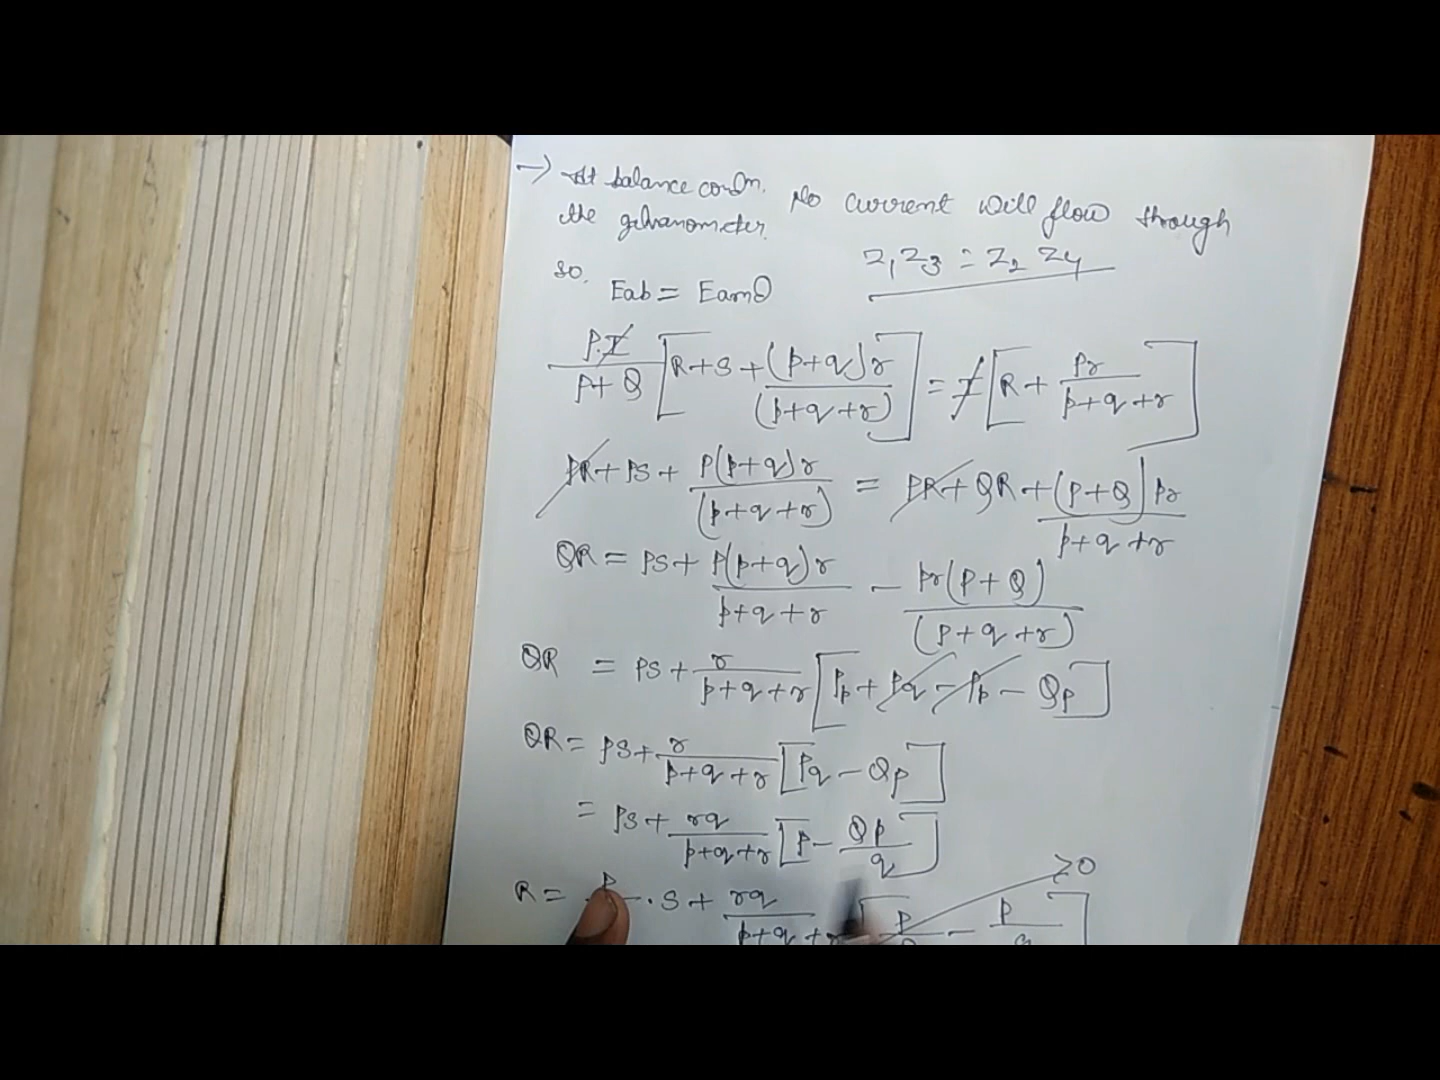 → At balance condn. No current will flow through
the galvanometer.
Z₁Z₃ = Z₂ Z₄
so, Eab = EamD
P.I/(P+Q) [R+S+(p+q)r/(p+q+r)] = I[R + pr/(p+q+r)]
PR+PS+ P(p+q)r/(p+q+r) = PR+QR+(P+Q)pr/(p+q+r)
QR = PS+ P(p+q)r/(p+q+r) − pr(P+Q)/(p+q+r)
QR = PS+ r/(p+q+r) [Pp+Pq−Pp−Qp]
QR = PS+ r/(p+q+r) [Pq−Qp]
= PS+ rq/(p+q+r) [P− Qp/q]
R = P .S+ rq/(p+q+r) [P − p/q] →0